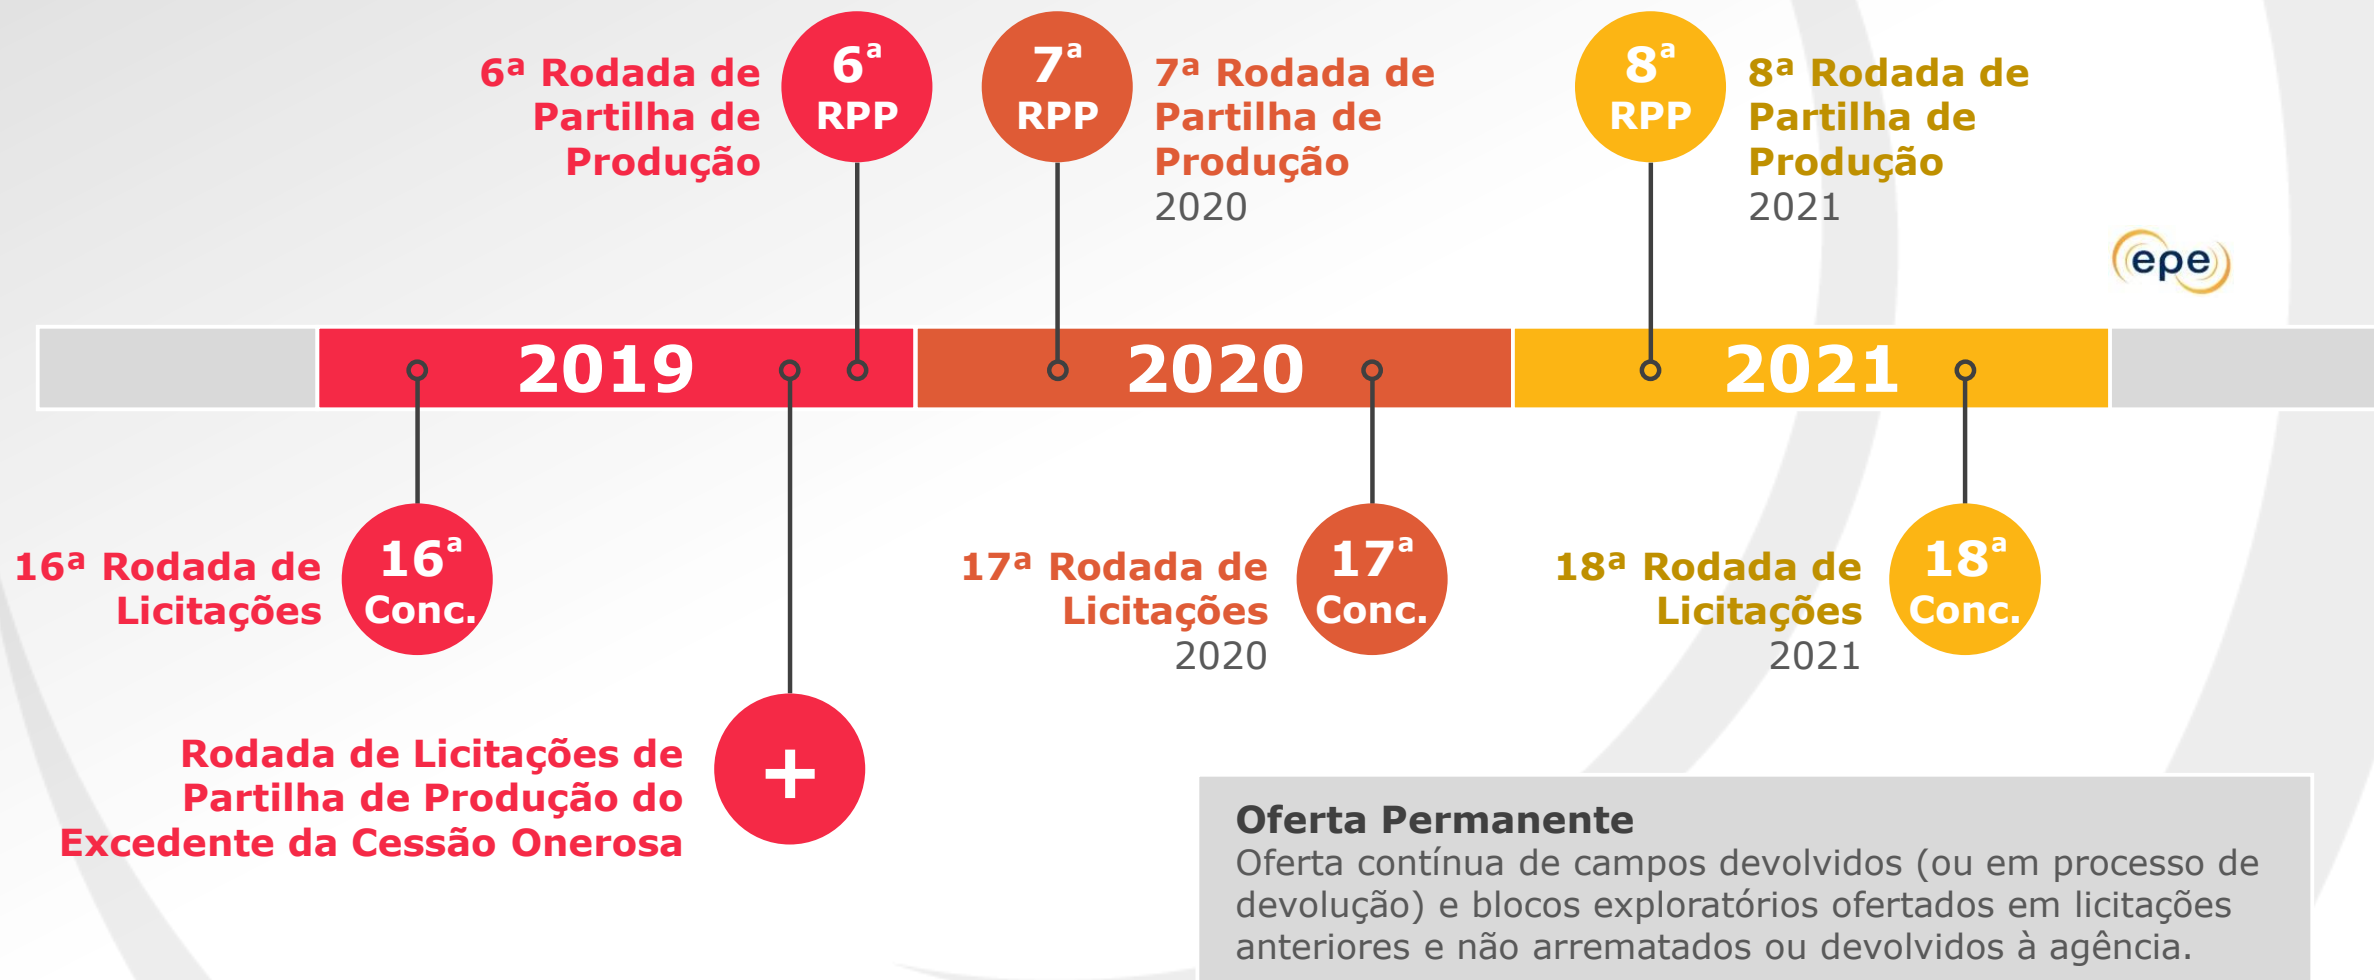 6ª Rodada de
Partilha de
Produção
6ª
RPP
7ª
RPP
7ª Rodada de
Partilha de
Produção
2020
8ª
RPP
8ª Rodada de
Partilha de
Produção
2021
epe
2019
2020
2021
16ª Rodada de
Licitações
16ª
Conc.
17ª Rodada de
Licitações
2020
17ª
Conc.
18ª Rodada de
Licitações
2021
18ª
Conc.
Rodada de Licitações de
Partilha de Produção do
Excedente da Cessão Onerosa
+
Oferta Permanente
Oferta contínua de campos devolvidos (ou em processo de
devolução) e blocos exploratórios ofertados em licitações
anteriores e não arrematados ou devolvidos à agência.